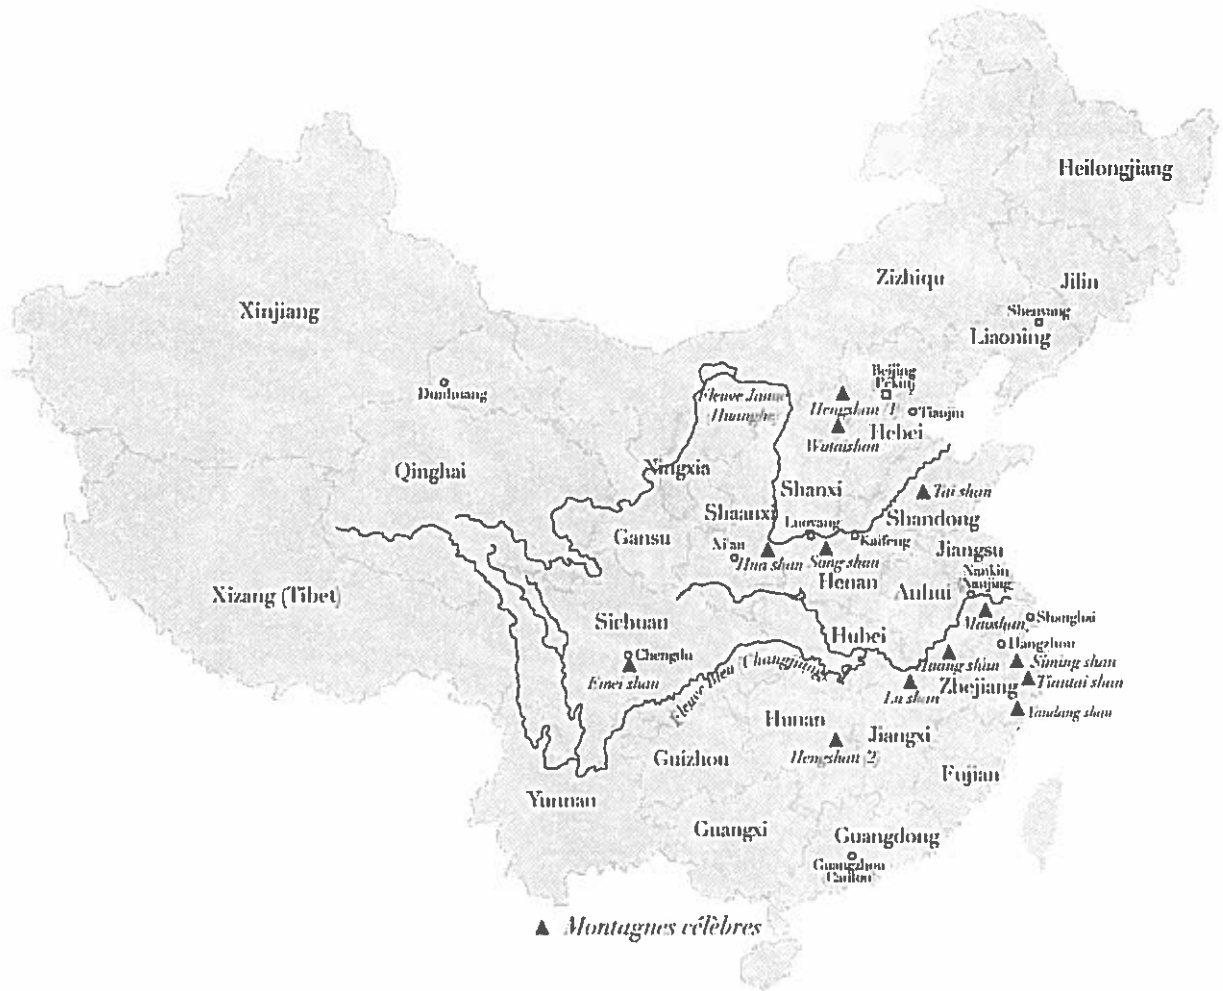 Heilongjiang
Zizhiqu
Jilin
Xinjiang
Shenyang
Liaoning
Beijing
Pékin
Dunhuang
Fleuve Jaune
(Huanghe)
Hengshan (1)
Tianjin
Wutaishan
Hebei
Qinghai
Ningxia
Shanxi
Tai shan
Shaanxi
Luoyang
Shandong
Gansu
Kaifeng
Xi'an
Hua shan
Song shan
Jiangsu
Henan
Nankin
Nanjing
Xizang (Tibet)
Anhui
Maoshan
Shanghai
Sichuan
Hubei
Hangzhou
Chengdu
Huang shan
Siming shan
Emei shan
Fleuve Bleu (Changjiang)
Lu shan
Zhejiang
Tiantai shan
Yandang shan
Hunan
Jiangxi
Guizhou
Hengshan (2)
Fujian
Yunnan
Guangxi
Guangdong
Guangzhou
Canton
Montagnes célèbres